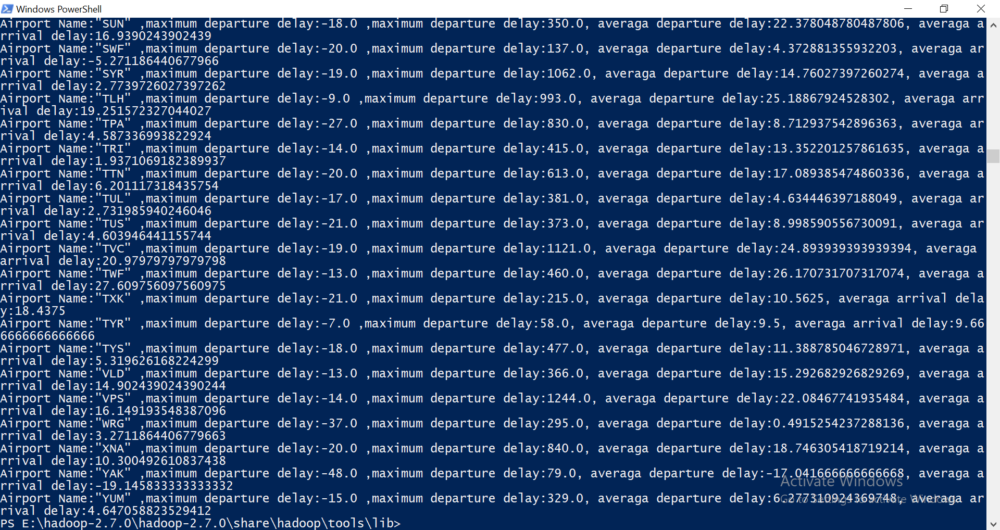 Windows PowerShell
Airport Name:"SUN" ,maximum departure delay:-18.0 ,maximum departure delay:350.0, averaga departure delay:22.378048780487806, averaga a
rrival delay:16.9390243902439
Airport Name:"SWF" ,maximum departure delay:-20.0 ,maximum departure delay:137.0, averaga departure delay:4.372881355932203, averaga ar
rival delay:-5.271186440677966
Airport Name:"SYR" ,maximum departure delay:-19.0 ,maximum departure delay:1062.0, averaga departure delay:14.76027397260274, averaga a
rrival delay:2.7739726027397262
Airport Name:"TLH" ,maximum departure delay:-9.0 ,maximum departure delay:993.0, averaga departure delay:25.18867924528302, averaga arr
ival delay:19.251572327044027
Airport Name:"TPA" ,maximum departure delay:-27.0 ,maximum departure delay:830.0, averaga departure delay:8.712937542896363, averaga ar
rival delay:4.587336993822924
Airport Name:"TRI" ,maximum departure delay:-14.0 ,maximum departure delay:415.0, averaga departure delay:13.352201257861635, averaga a
rrival delay:1.9371069182389937
Airport Name:"TTN" ,maximum departure delay:-20.0 ,maximum departure delay:613.0, averaga departure delay:17.089385474860336, averaga a
rrival delay:6.201117318435754
Airport Name:"TUL" ,maximum departure delay:-17.0 ,maximum departure delay:381.0, averaga departure delay:4.634446397188049, averaga ar
rival delay:2.731985940246046
Airport Name:"TUS" ,maximum departure delay:-21.0 ,maximum departure delay:373.0, averaga departure delay:8.998590556730091, averaga ar
rival delay:4.603946441155744
Airport Name:"TVC" ,maximum departure delay:-19.0 ,maximum departure delay:1121.0, averaga departure delay:24.893939393939394, averaga
arrival delay:20.97979797979798
Airport Name:"TWF" ,maximum departure delay:-13.0 ,maximum departure delay:460.0, averaga departure delay:26.170731707317074, averaga a
rrival delay:27.609756097560975
Airport Name:"TXK" ,maximum departure delay:-21.0 ,maximum departure delay:215.0, averaga departure delay:10.5625, averaga arrival dela
y:18.4375
Airport Name:"TYR" ,maximum departure delay:-7.0 ,maximum departure delay:58.0, averaga departure delay:9.5, averaga arrival delay:9.66
6666666666666
Airport Name:"TYS" ,maximum departure delay:-18.0 ,maximum departure delay:477.0, averaga departure delay:11.388785046728971, averaga a
rrival delay:5.319626168224299
Airport Name:"VLD" ,maximum departure delay:-13.0 ,maximum departure delay:366.0, averaga departure delay:15.292682926829269, averaga a
rrival delay:14.902439024390244
Airport Name:"VPS" ,maximum departure delay:-14.0 ,maximum departure delay:1244.0, averaga departure delay:22.08467741935484, averaga a
rrival delay:16.149193548387096
Airport Name:"WRG" ,maximum departure delay:-37.0 ,maximum departure delay:295.0, averaga departure delay:0.4915254237288136, averaga a
rrival delay:3.2711864406779663
Airport Name:"XNA" ,maximum departure delay:-20.0 ,maximum departure delay:840.0, averaga departure delay:18.746305418719214, averaga a
rrival delay:10.300492610837438
Airport Name:"YAK" ,maximum departure delay:-48.0 ,maximum departure delay:79.0, averaga departure delay:-17.041666666666668, averaga a
rrival delay:-19.145833333333332
Airport Name:"YUM" ,maximum departure delay:-15.0 ,maximum departure delay:329.0, averaga departure delay:6.277310924369748, averaga ar
rival delay:4.647058823529412
PS E:\hadoop-2.7.0\hadoop-2.7.0\share\hadoop\tools\lib>
Activate Windows
Go to Settings to activate Windows.